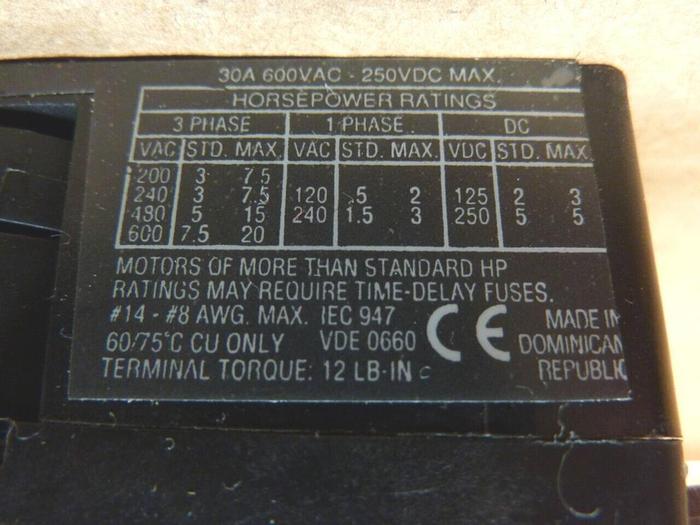 30A 600VAC - 250VDC MAX.
HORSEPOWER RATINGS
3 PHASE 1 PHASE DC
VAC STD. MAX. VAC STD. MAX. VDC STD. MAX
200 3 7.5
240 3 7.5 120 .5 2 125 2 3
480 5 15 240 1.5 3 250 5 5
600 7.5 20
MOTORS OF MORE THAN STANDARD HP
RATINGS MAY REQUIRE TIME-DELAY FUSES.
#14 - #8 AWG. MAX. IEC 947
60/75°C CU ONLY VDE 0660
TERMINAL TORQUE: 12 LB-IN C
CE
MADE IN
DOMINICAN
REPUBLIC